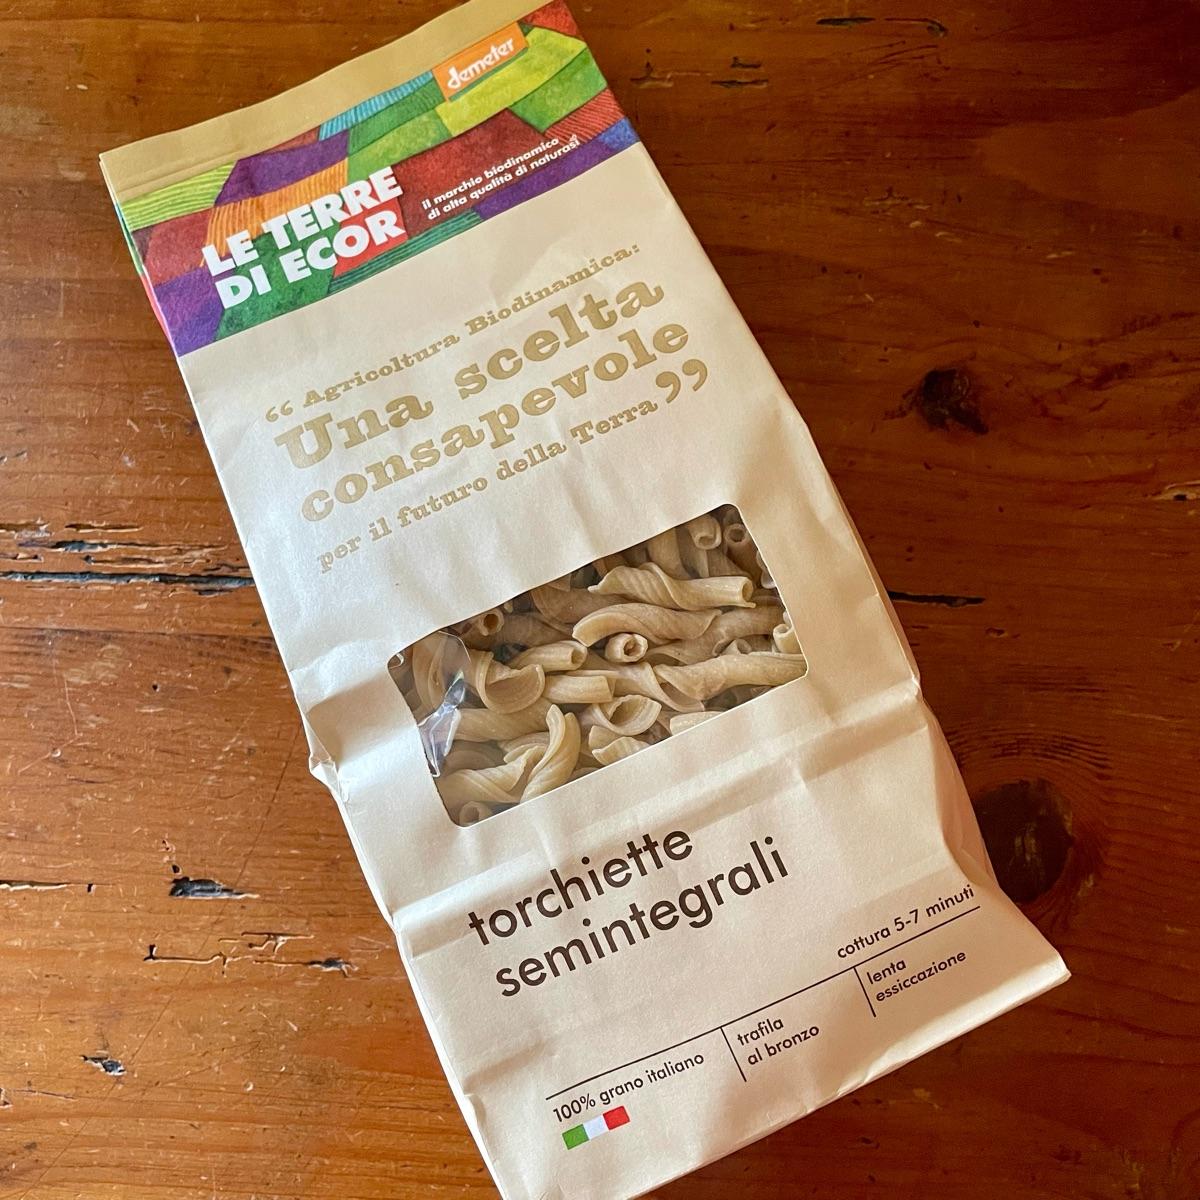 demeter
LE TERRE
DI ECOR
il marchio biodinamico
di alta qualità di naturasì
“ Agricoltura Biodinamica:
Una scelta
consapevole
per il futuro della Terra ”
torchiette
semintegrali
cottura 5-7 minuti
100% grano italiano
trafila
al bronzo
lenta
essiccazione